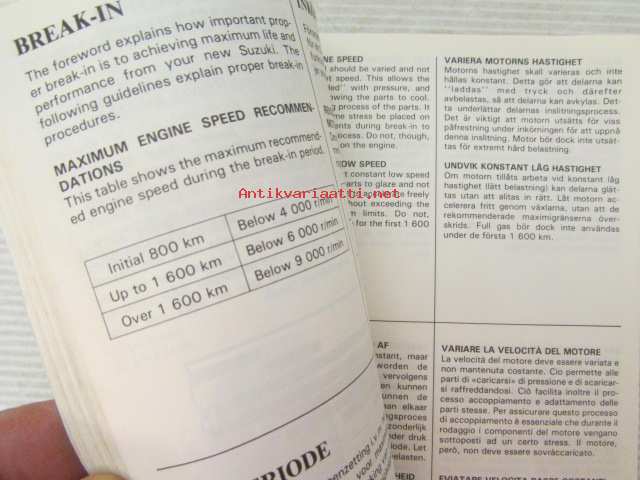 BREAK-IN
The foreword explains how important prop-
er break-in is to achieving maximum life and
performance from your new Suzuki. The
following guidelines explain proper break-in
procedures.
MAXIMUM ENGINE SPEED RECOMMEN-
DATIONS
This table shows the maximum recommend-
ed engine speed during the break-in period.
Initial 800 km Below 4 000 r/min
Up to 1 600 km Below 6 000 r/min
Over 1 600 km Below 9 000 r/min
Antikvariaatti.net
SPEED
should be varied and not
speed. This allows the
with pressure, and
owing the parts to cool.
process of the parts. It
stress be placed on
during break-in to
process. Do not, though,
on the engine.
LOW SPEED
constant low speed
parts to glaze and not
freely
without exceeding the
limits. Do not,
for the first 1 600
VARIERA MOTORNS HASTIGHET
Motorns hastighet skall varieras och inte
hållas konstant. Detta gör att delarna kan
"laddas" med tryck och därefter
avbelastas, så att delarna kan avkylas. Det-
ta underlättar delarnas inslitningsprocess.
Det är viktigt att motorn utsätts för viss
påfrestning under inkörningen för att uppnå
denna inslitning. Motor bör dock inte utsät-
tas för extremt hård belastning.
UNDVIK KONSTANT LÅG HASTIGHET
Om motorn tillåts arbeta vid konstant låg
hastighet (lätt belastning) kan delarna glät-
tas utan att alitas in rätt. Låt motorn ac-
celerera fritt genom växlarna, utan att de
rekommenderade maximigränserna över-
skrids. Full gas bör dock inte användas
under de första 1 600 km.
AF
maar
worden de
vervolgens
kunnen
de
elkaar
zonderlijk
druk
Let
belasten.
PERIODE
VARIARE LA VELOCITÀ DEL MOTORE
La velocità del motore deve essere variata e
non mantenuta costante. Cio permette alle
parti di «caricarsi» di pressione e di scaricar-
si raffreddandosi. Ciò facilita inoltre il pro-
cesso accoppiamento e adattamento delle
parti stesse. Per assicurare questo processo
di accoppiamento è essenziale che durante il
rodaggio i componenti del motore vengano
sottoposti ad un certo stress. Il motore,
però, non deve essere sovràccaricato.